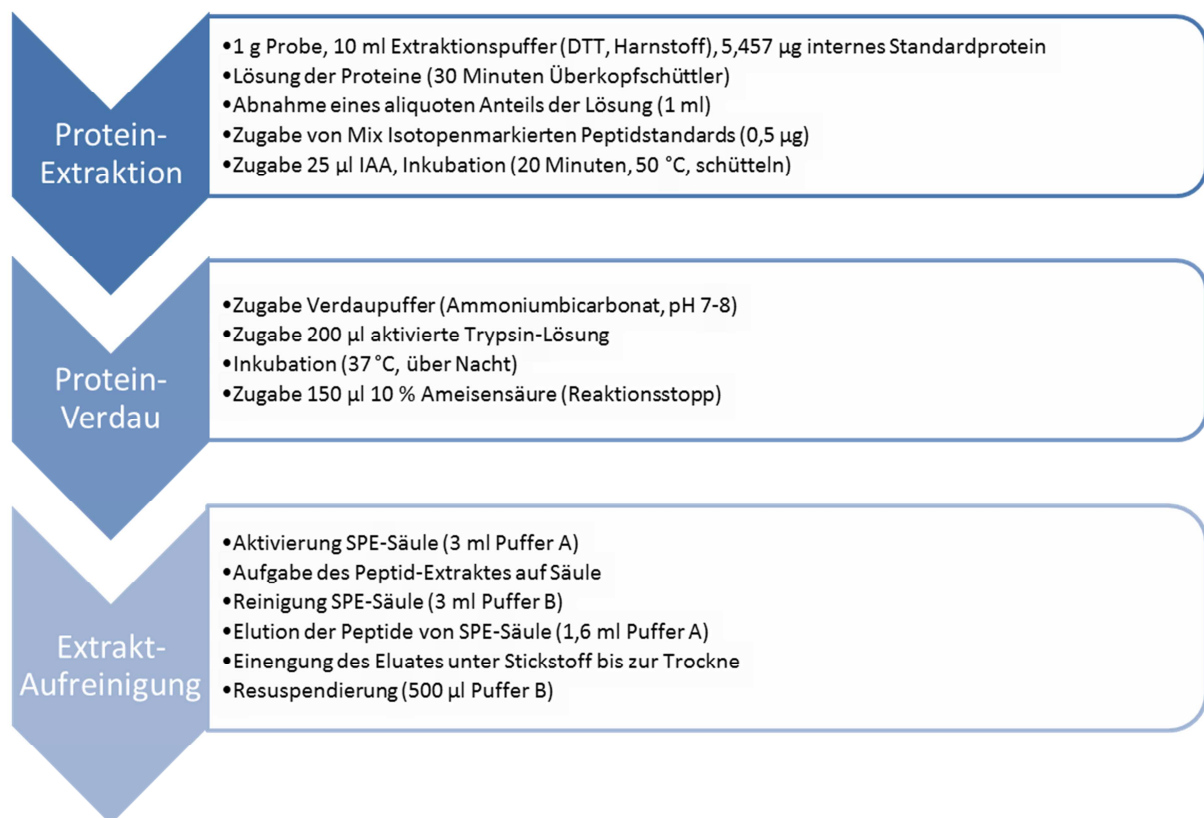 Protein-
Extraktion
•1 g Probe, 10 ml Extraktionspuffer (DTT, Harnstoff), 5,457 µg internes Standardprotein
•Lösung der Proteine (30 Minuten Überkopfschüttler)
•Abnahme eines aliquoten Anteils der Lösung (1 ml)
•Zugabe von Mix Isotopenmarkierten Peptidstandards (0,5 µg)
•Zugabe 25 µl IAA, Inkubation (20 Minuten, 50 °C, schütteln)
Protein-
Verdau
•Zugabe Verdaupuffer (Ammoniumbicarbonat, pH 7-8)
•Zugabe 200 µl aktivierte Trypsin-Lösung
•Inkubation (37 °C, über Nacht)
•Zugabe 150 µl 10 % Ameisensäure (Reaktionsstopp)
Extrakt-
Aufreinigung
•Aktivierung SPE-Säule (3 ml Puffer A)
•Aufgabe des Peptid-Extraktes auf Säule
•Reinigung SPE-Säule (3 ml Puffer B)
•Elution der Peptide von SPE-Säule (1,6 ml Puffer A)
•Einengung des Eluates unter Stickstoff bis zur Trockne
•Resuspendierung (500 µl Puffer B)